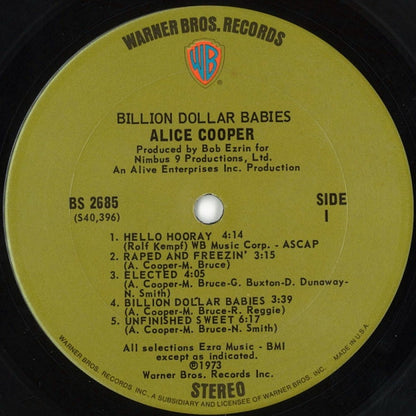 WARNER BROS. RECORDS
WB
BILLION DOLLAR BABIES
ALICE COOPER
Produced by Bob Ezrin for
Nimbus 9 Productions, Ltd.
An Alive Enterprises Inc. Production
BS 2685
(S40,396)
SIDE
I
1. HELLO HOORAY 4:14
(Rolf Kempf) WB Music Corp. - ASCAP
2. RAPED AND FREEZIN' 3:15
(A. Cooper-M. Bruce)
3. ELECTED 4:05
(A. Cooper-M. Bruce-G. Buxton-D. Dunaway-
N. Smith)
4. BILLION DOLLAR BABIES 3:39
(A. Cooper-M. Bruce-R. Reggie)
5. UNFINISHED SWEET 6:17
(A. Cooper-M. Bruce-N. Smith)
All selections Ezra Music - BMI
except as indicated.
℗1973
Warner Bros. Records Inc.
STEREO
WARNER BROS. RECORDS INC., A SUBSIDIARY AND LICENSEE OF WARNER BROS. INC.
MADE IN U.S.A.